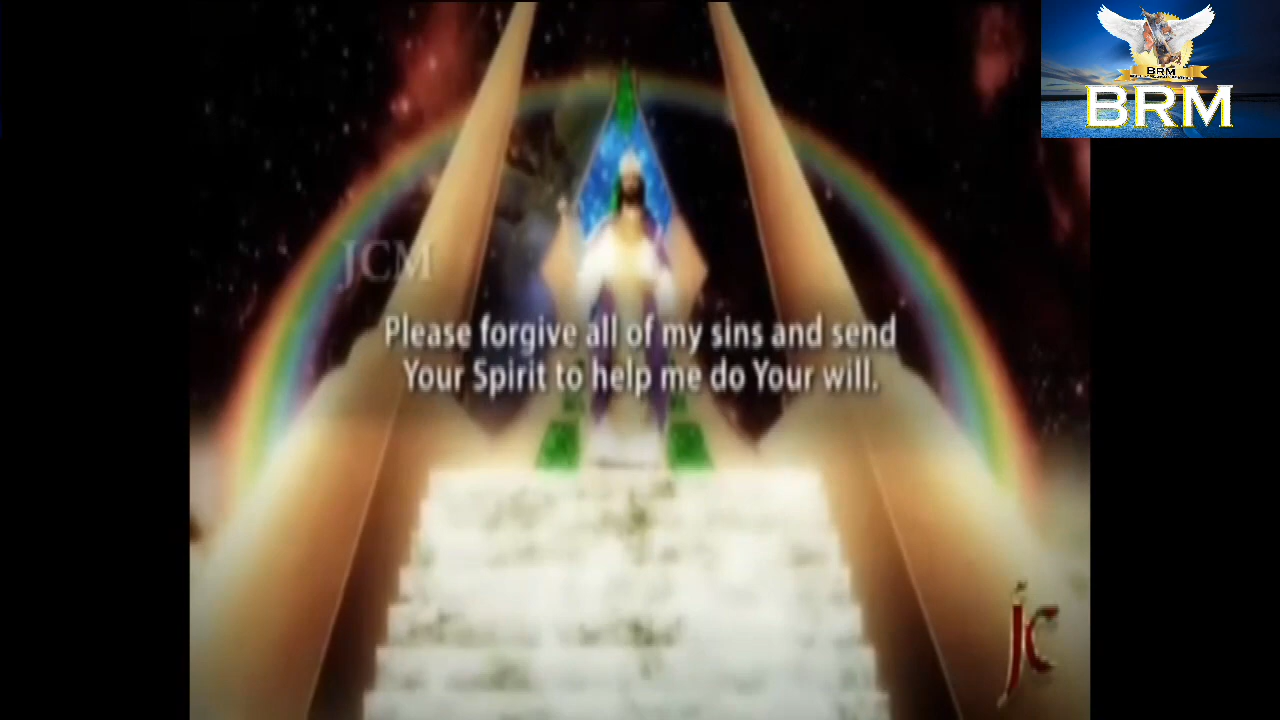 BRM
BRM
JCM
Please forgive all of my sins and send
Your Spirit to help me do Your will.
jc